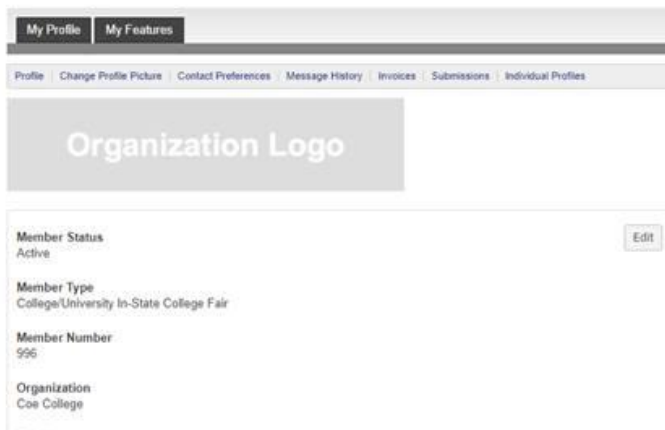 My Profile My Features
Profile Change Profile Picture Contact Preferences Message History Invoices Submissions Individual Profiles
Organization Logo
Member Status
Edit
Active
Member Type
College/University In-State College Fair
Member Number
996
Organization
Coe College